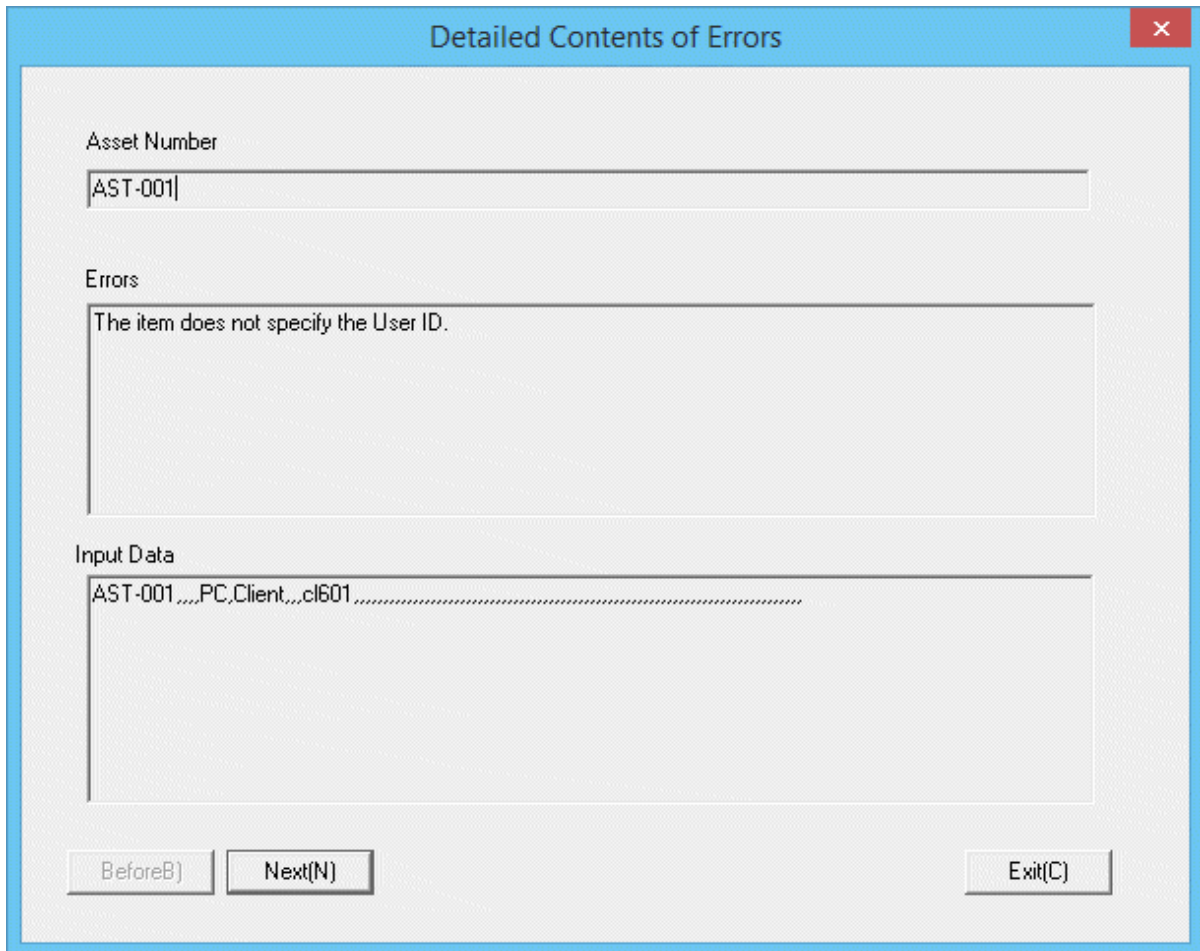 Detailed Contents of Errors
Asset Number
AST-001
Errors
The item does not specify the User ID.
Input Data
AST-001,,,,PC,Client,,,cl601,,,,,,,,,,,,,,,,,,,,,,,,,,,,,,,,,,,,,,,,,,,,,,,,,,,,,,,,,,,,,,,,,,,,,,,,,,,,,,,,,,,,,
BeforeB)
Next(N)
Exit(C)